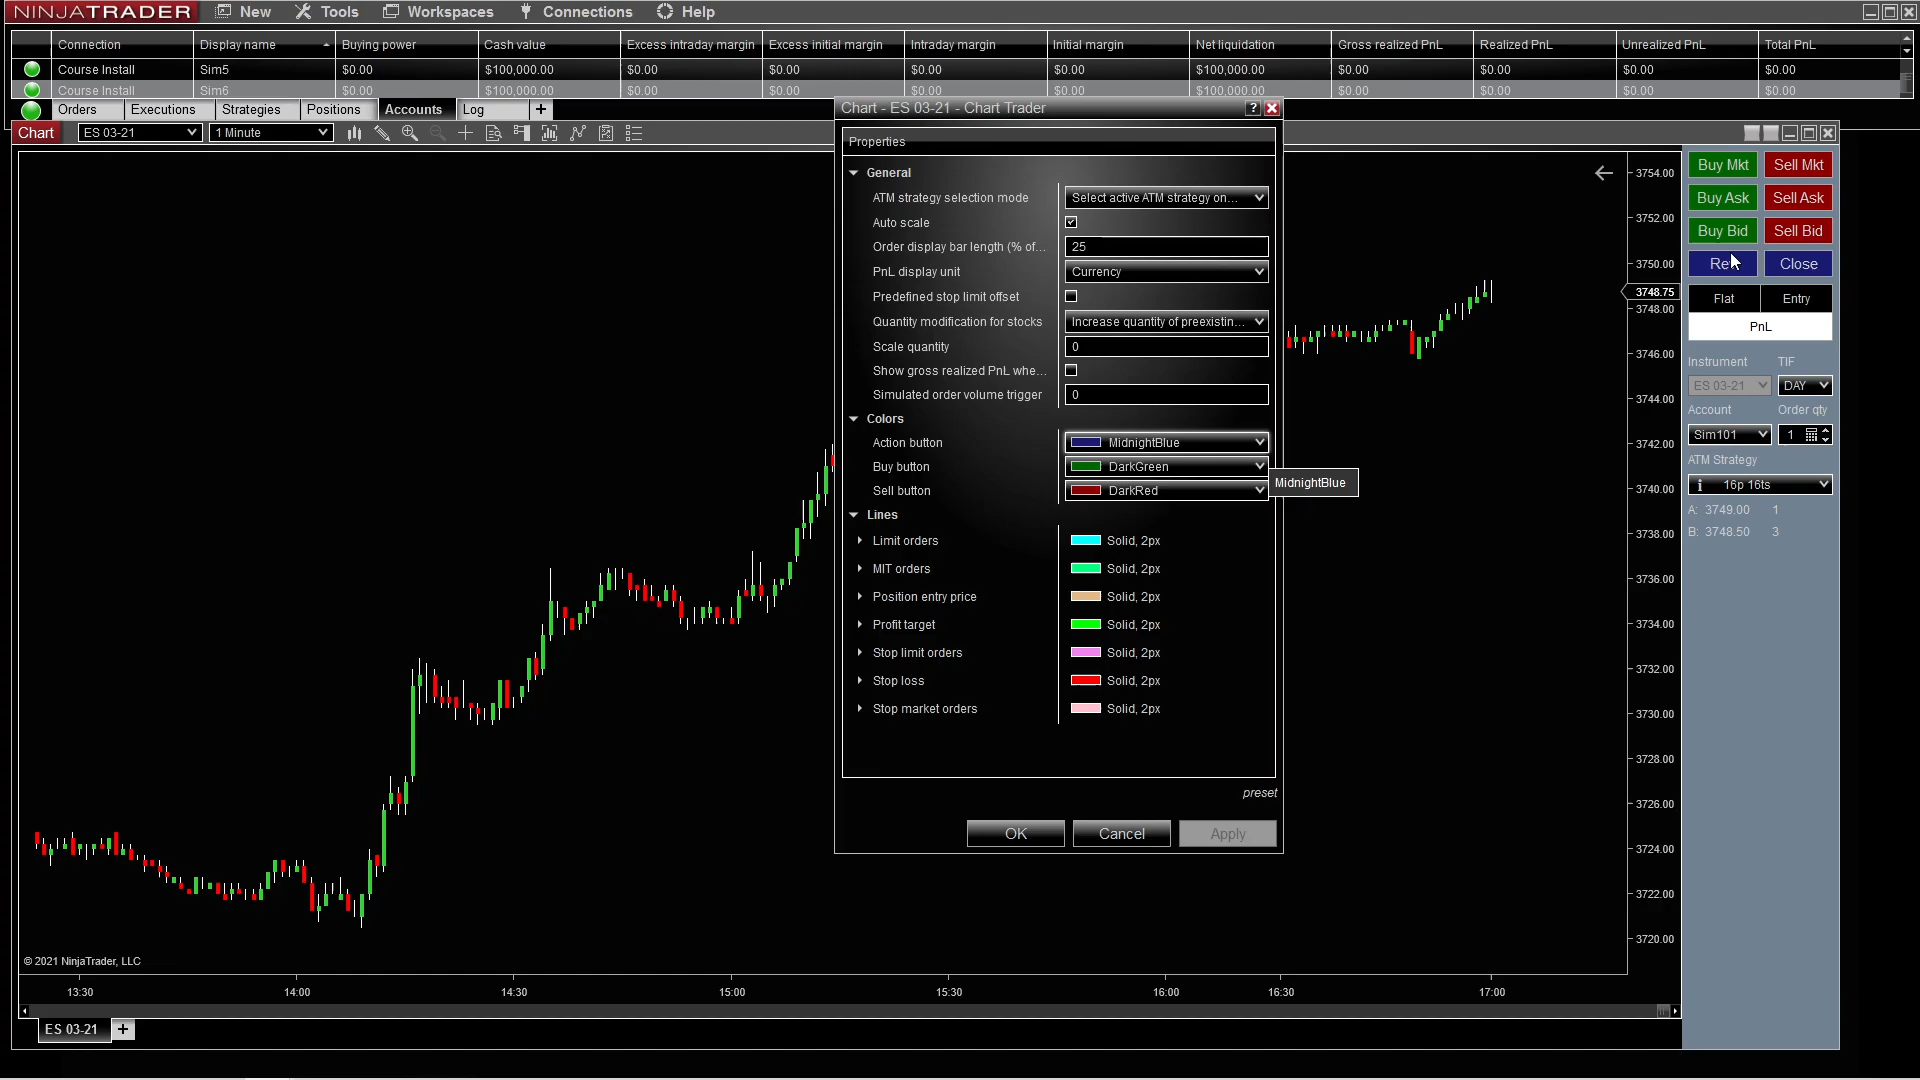 NINJATRADER New Tools Workspaces Connections Help
Connection Display name Buying power Cash value Excess intraday margin Excess initial margin Intraday margin Initial margin Net liquidation Gross realized PnL Realized PnL Unrealized PnL Total PnL
Course Install Sim5 $0.00 $100,000.00 $0.00 $0.00 $0.00 $0.00 $100,000.00 $0.00 $0.00 $0.00 $0.00
Course Install Sim6 $0.00 $100,000.00 $0.00 $0.00 $0.00 $0.00 $100,000.00 $0.00 $0.00 $0.00 $0.00
Orders Executions Strategies Positions Accounts Log +
Chart ES 03-21 1 Minute
Chart - ES 03-21 - Chart Trader ?
Properties
General
ATM strategy selection mode Select active ATM strategy on...
Auto scale
Order display bar length (% of... 25
PnL display unit Currency
Predefined stop limit offset
Quantity modification for stocks Increase quantity of preexistin...
Scale quantity 0
Show gross realized PnL whe...
Simulated order volume trigger 0
Colors
Action button MidnightBlue
Buy button DarkGreen
Sell button DarkRed
MidnightBlue
Lines
Limit orders Solid, 2px
MIT orders Solid, 2px
Position entry price Solid, 2px
Profit target Solid, 2px
Stop limit orders Solid, 2px
Stop loss Solid, 2px
Stop market orders Solid, 2px
preset
OK Cancel Apply
3754.00
3752.00
3750.00
3748.75
3748.00
3746.00
3744.00
3742.00
3740.00
3738.00
3736.00
3734.00
3732.00
3730.00
3728.00
3726.00
3724.00
3722.00
3720.00
Buy Mkt Sell Mkt
Buy Ask Sell Ask
Buy Bid Sell Bid
Close
Flat Entry
PnL
Instrument TIF
ES 03-21 DAY
Account Order qty
Sim101 1
ATM Strategy
i 16p 16ts
A: 3749.00 1
B: 3748.50 3
© 2021 NinjaTrader, LLC
13:30 14:00 14:30 15:00 15:30 16:00 16:30 17:00
ES 03-21 +